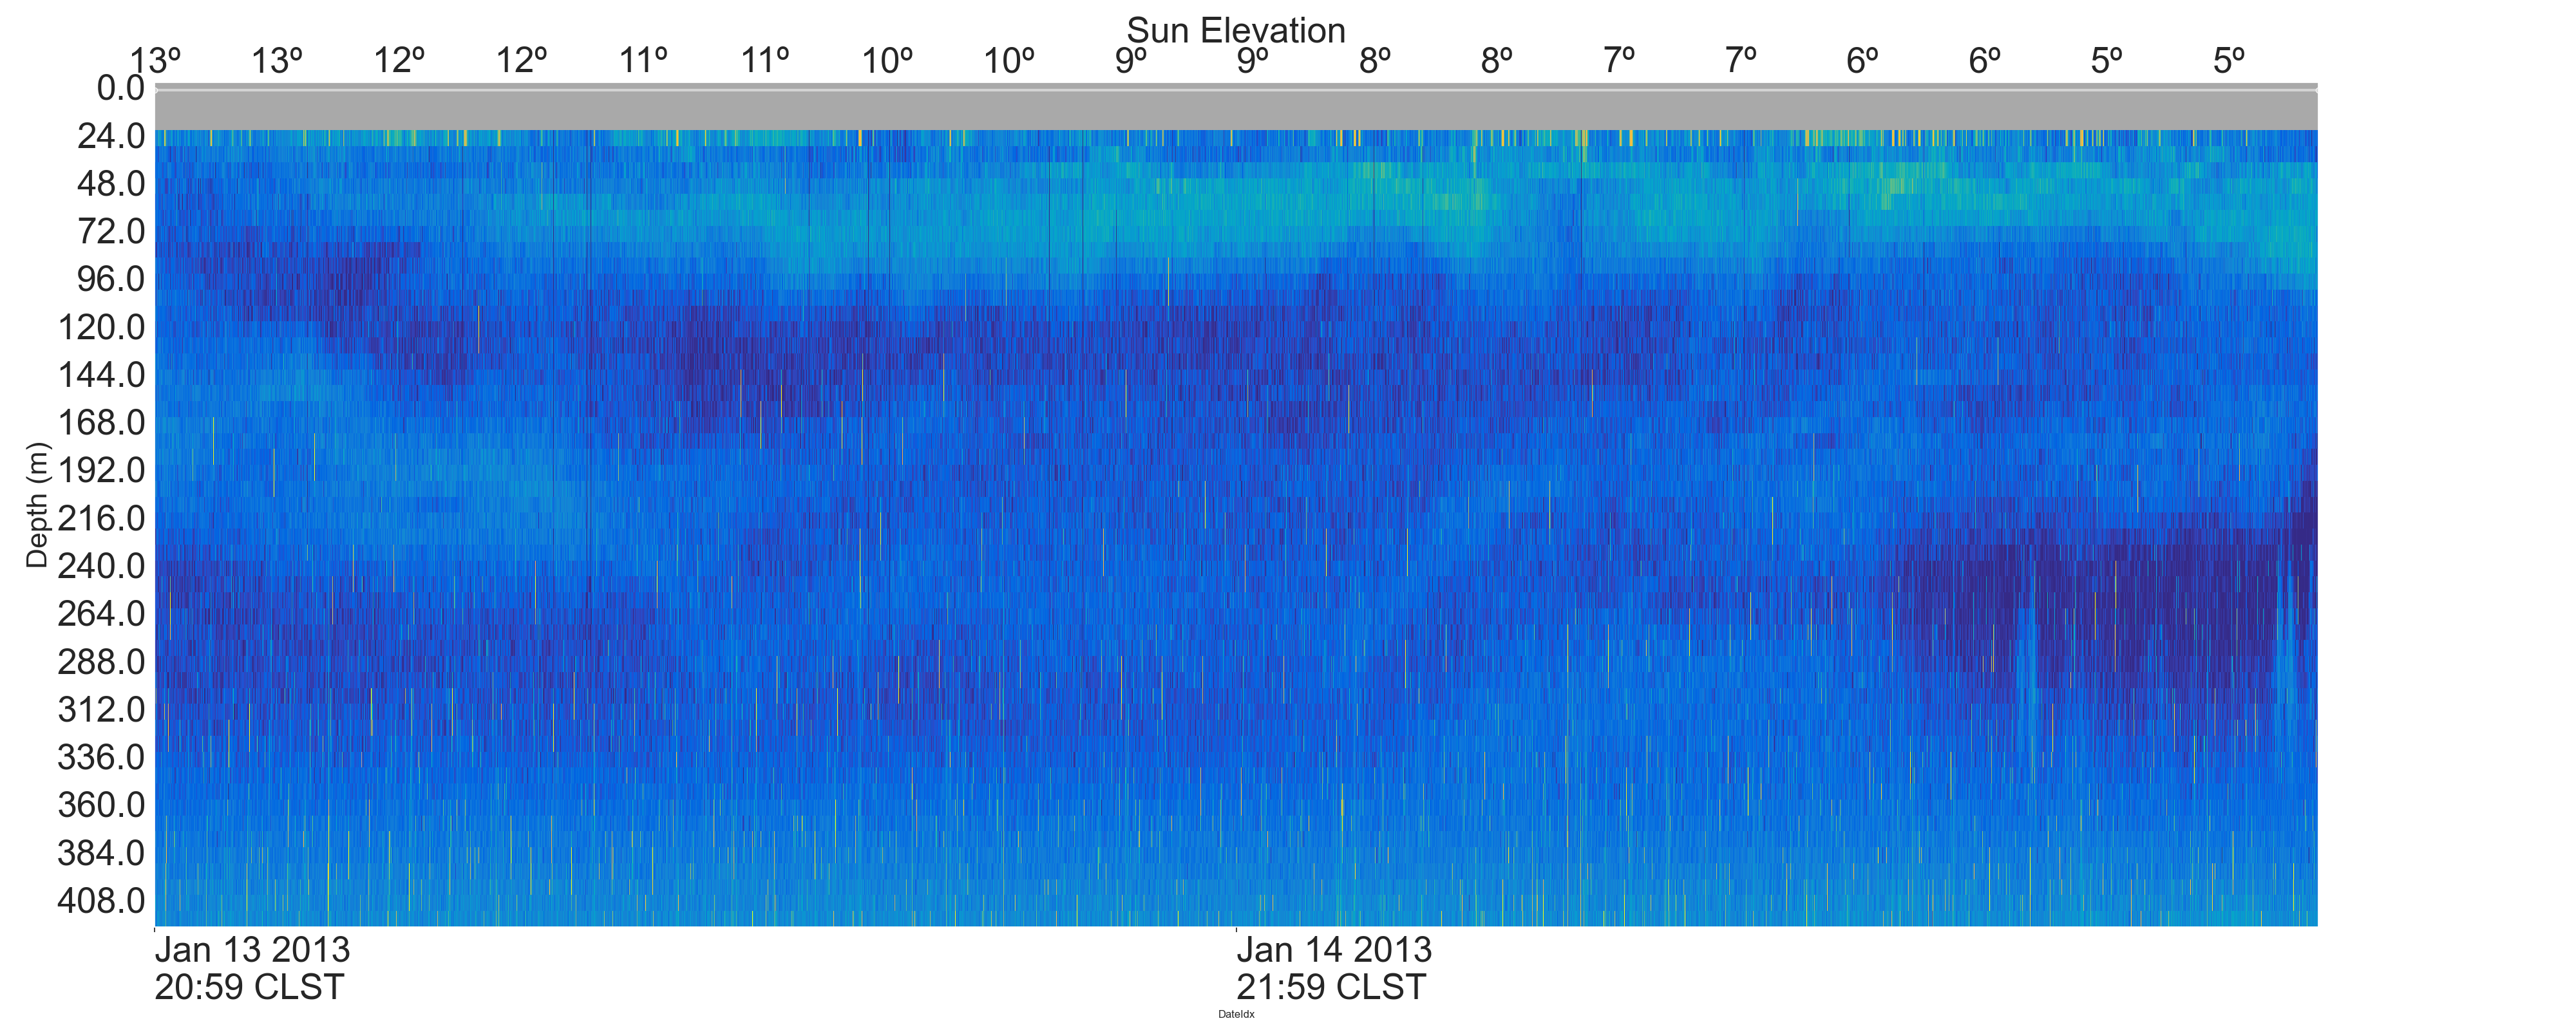 Sun Elevation
13º 13º 12º 12º 11º 11º 10º 10º 9º 9º 8º 8º 7º 7º 6º 6º 5º 5º
0.0
24.0
48.0
72.0
96.0
120.0
144.0
168.0
192.0
216.0
240.0
264.0
288.0
312.0
336.0
360.0
384.0
408.0
Depth (m)
Jan 13 2013
20:59 CLST
Jan 14 2013
21:59 CLST
DateIdx